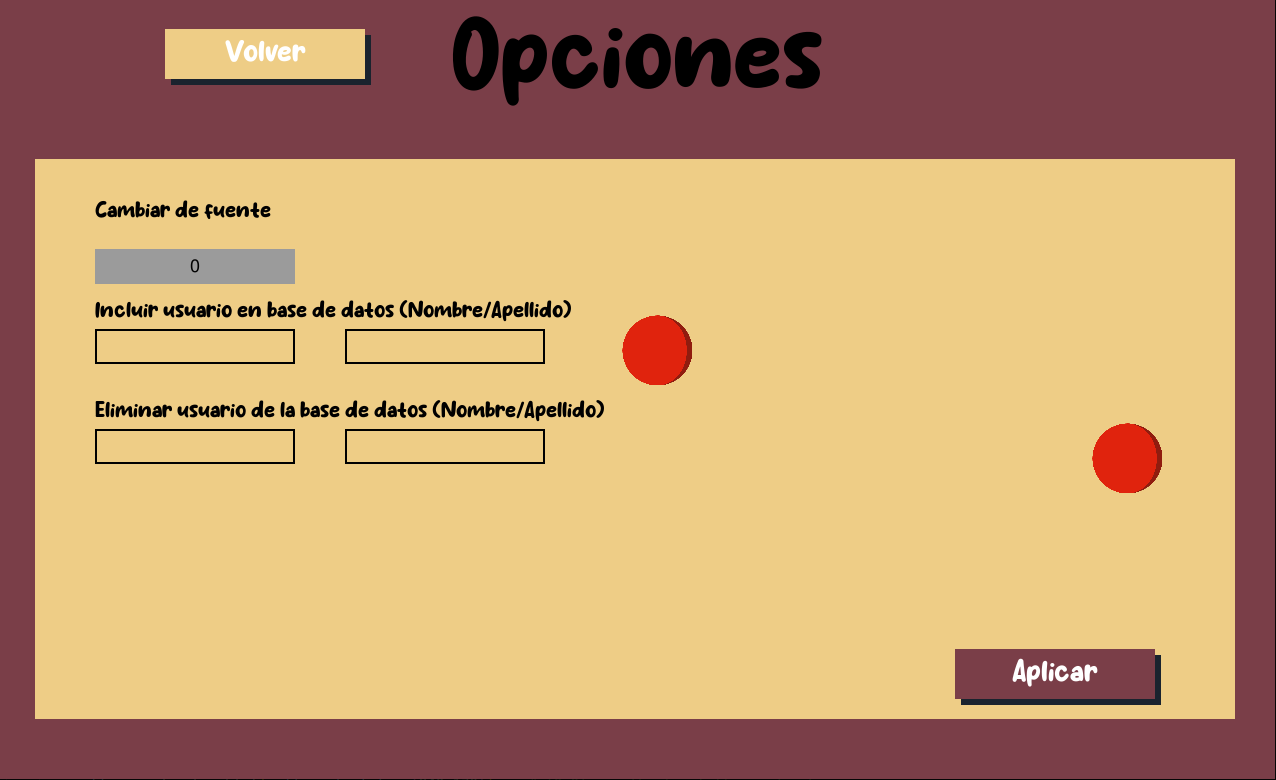 Volver
Opciones
Cambiar de fuente
0
Incluir usuario en base de datos (Nombre/Apellido)
Eliminar usuario de la base de datos (Nombre/Apellido)
Aplicar